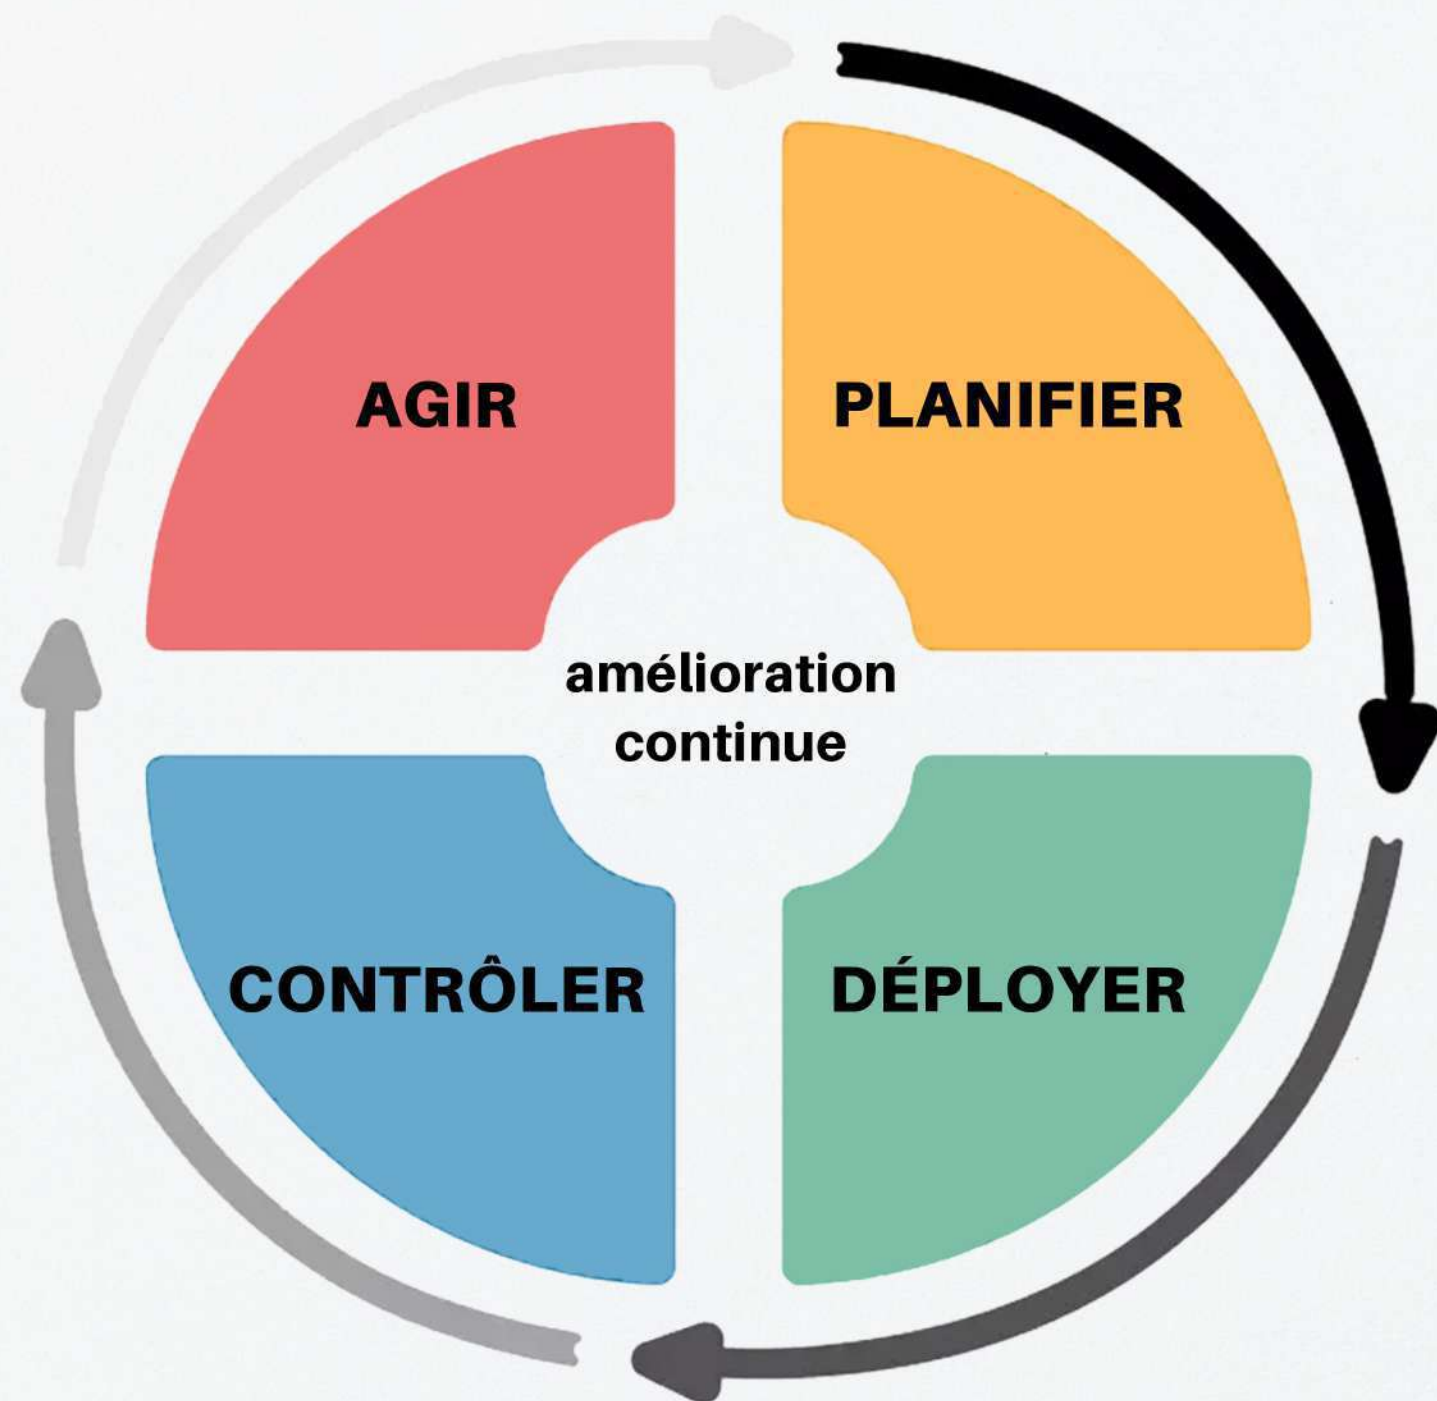 AGIR
PLANIFIER
amélioration
continue
CONTRÔLER
DÉPLOYER